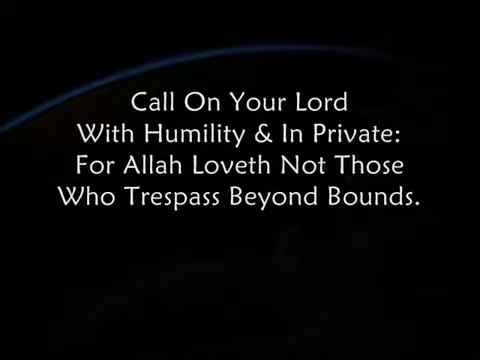 Call On Your Lord
With Humility & In Private:
For Allah Loveth Not Those
Who Trespass Beyond Bounds.